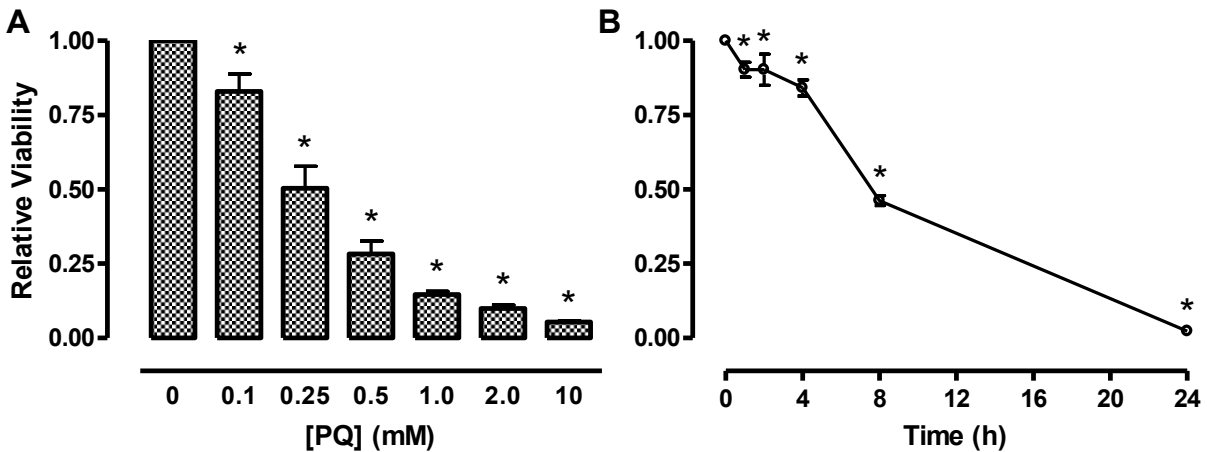 A
Relative Viability
1.00
0.75
0.50
0.25
0.00
* * * * * *
0 0.1 0.25 0.5 1.0 2.0 10
[PQ] (mM)
B
1.00
0.75
0.50
0.25
0.00
* * * * *
0 4 8 12 16 20 24
Time (h)